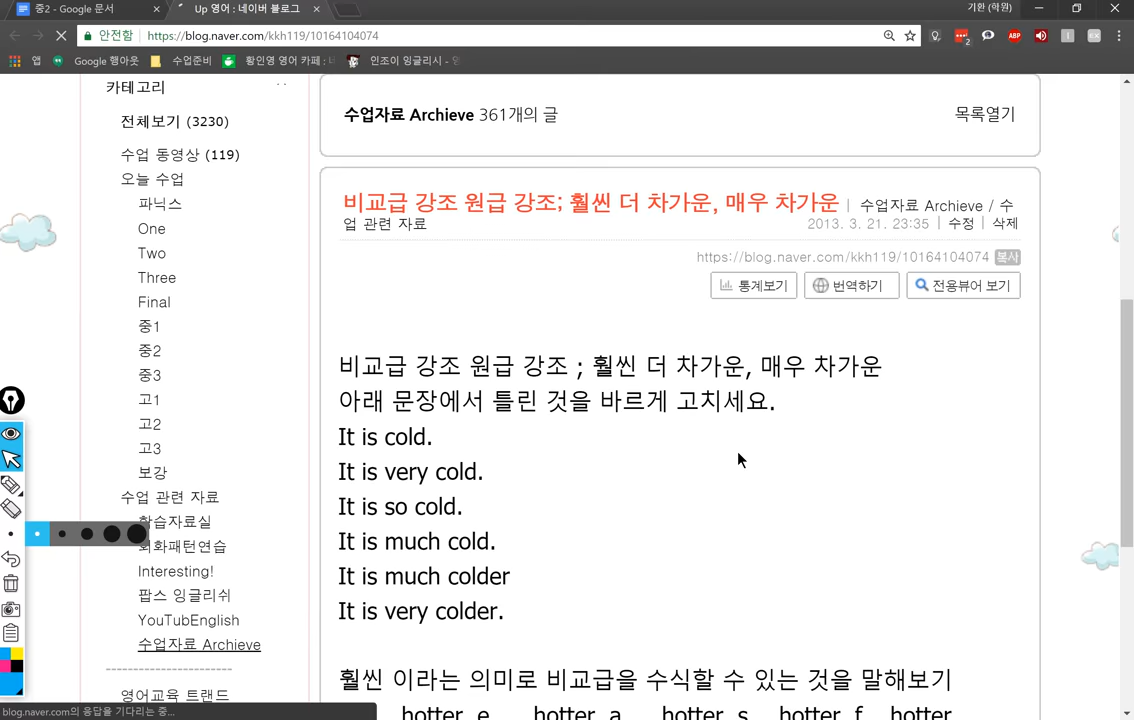 중2 - Google 문서
Up 영어 : 네이버 블로그
기환 (학원)
안전함
https://blog.naver.com/kkh119/10164104074
앱
Google 행아웃
수업준비
황인영 영어 카페 : 네
인조이 잉글리시 - 영
카테고리
전체보기 (3230)
수업 동영상 (119)
오늘 수업
파닉스
One
Two
Three
Final
중1
중2
중3
고1
고2
고3
보강
수업 관련 자료
학습자료실
회화패턴연습
Interesting!
팝스 잉글리쉬
YouTubEnglish
수업자료 Archieve
영어교육 트랜드
수업자료 Archieve 361개의 글
목록열기
비교급 강조 원급 강조; 훨씬 더 차가운, 매우 차가운 | 수업자료 Archieve / 수
업 관련 자료
2013. 3. 21. 23:35 | 수정 | 삭제
https://blog.naver.com/kkh119/10164104074 복사
통계보기
번역하기
전용뷰어 보기
비교급 강조 원급 강조 ; 훨씬 더 차가운, 매우 차가운
아래 문장에서 틀린 것을 바르게 고치세요.
It is cold.
It is very cold.
It is so cold.
It is much cold.
It is much colder
It is very colder.
훨씬 이라는 의미로 비교급을 수식할 수 있는 것을 말해보기
hotter e hotter a hotter s hotter f hotter
blog.naver.com의 응답을 기다리는 중...